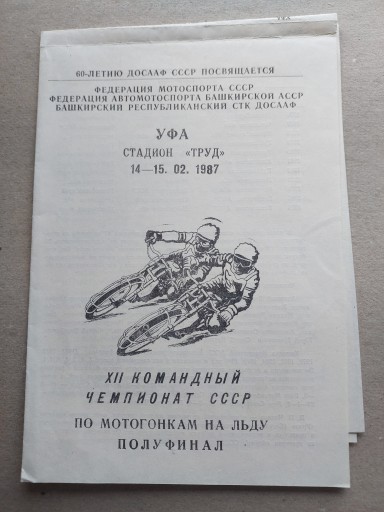 60-ЛЕТИЮ ДОСААФ СССР ПОСВЯЩАЕТСЯ
ФЕДЕРАЦИЯ МОТОСПОРТА СССР
ФЕДЕРАЦИЯ АВТОМОТОСПОРТА БАШКИРСКОЙ АССР
БАШКИРСКИЙ РЕСПУБЛИКАНСКИЙ СТК ДОСААФ
УФА
СТАДИОН «ТРУД»
14—15. 02. 1987
XII КОМАНДНЫЙ
ЧЕМПИОНАТ СССР
ПО МОТОГОНКАМ НА ЛЬДУ
ПОЛУФИНАЛ